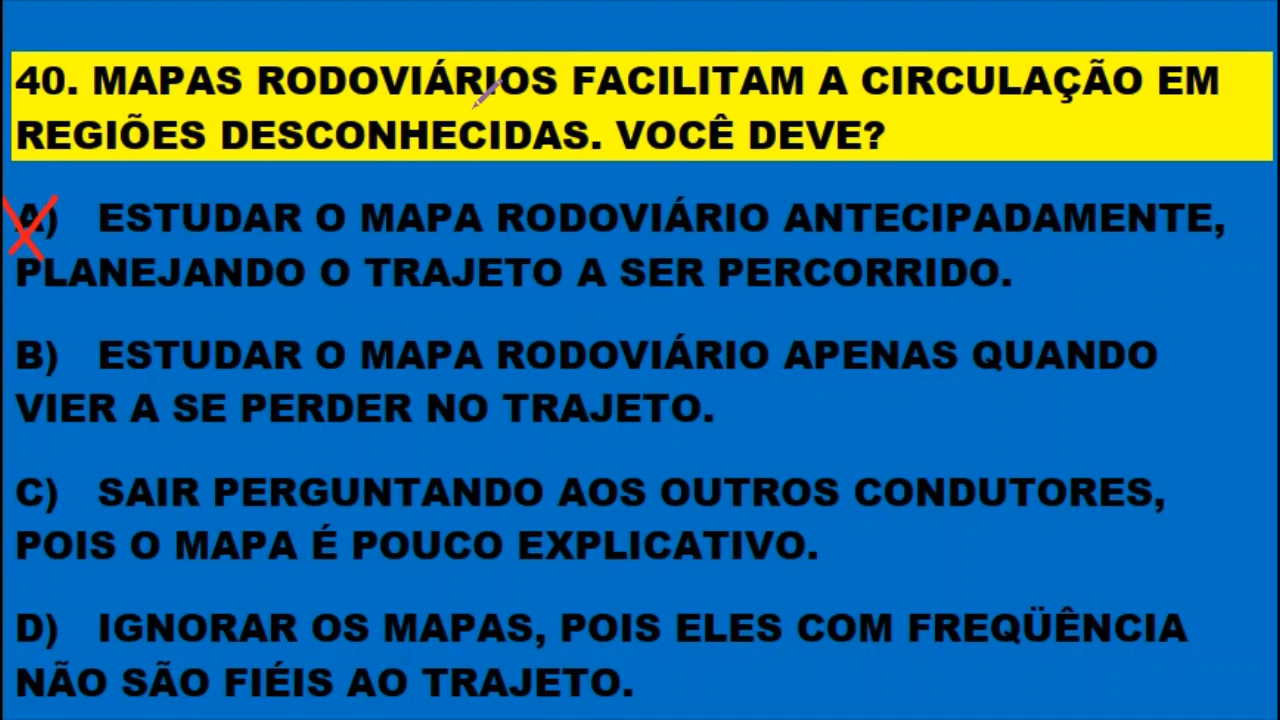 40. MAPAS RODOVIÁRIOS FACILITAM A CIRCULAÇÃO EM
REGIÕES DESCONHECIDAS. VOCÊ DEVE?
A) ESTUDAR O MAPA RODOVIÁRIO ANTECIPADAMENTE,
PLANEJANDO O TRAJETO A SER PERCORRIDO.
B) ESTUDAR O MAPA RODOVIÁRIO APENAS QUANDO
VIER A SE PERDER NO TRAJETO.
C) SAIR PERGUNTANDO AOS OUTROS CONDUTORES,
POIS O MAPA É POUCO EXPLICATIVO.
D) IGNORAR OS MAPAS, POIS ELES COM FREQÜÊNCIA
NÃO SÃO FIÉIS AO TRAJETO.